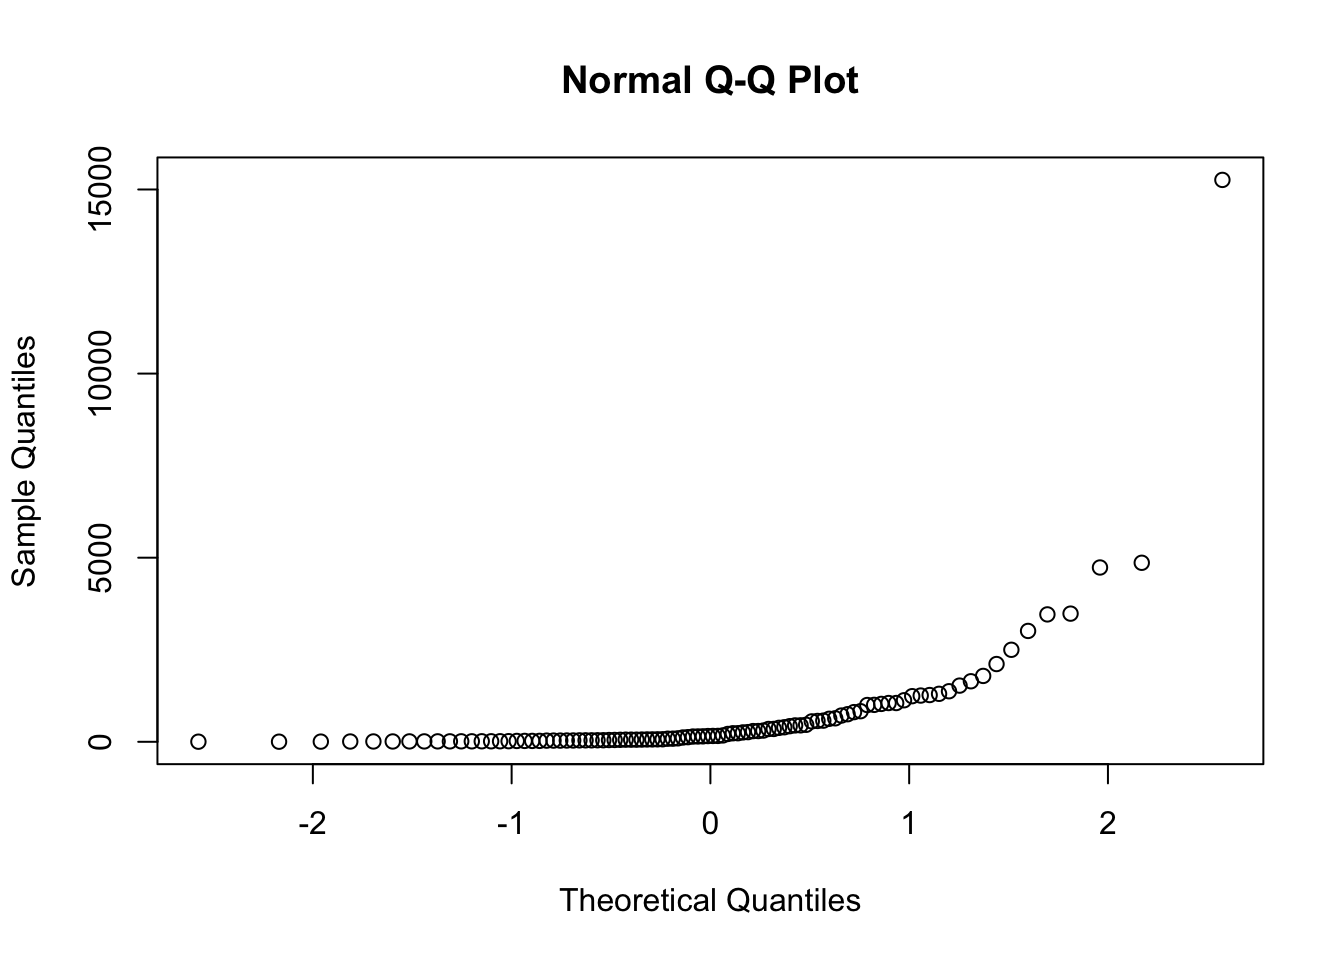 Normal Q-Q Plot
15000
10000
5000
0
Sample Quantiles
-2 -1 0 1 2
Theoretical Quantiles